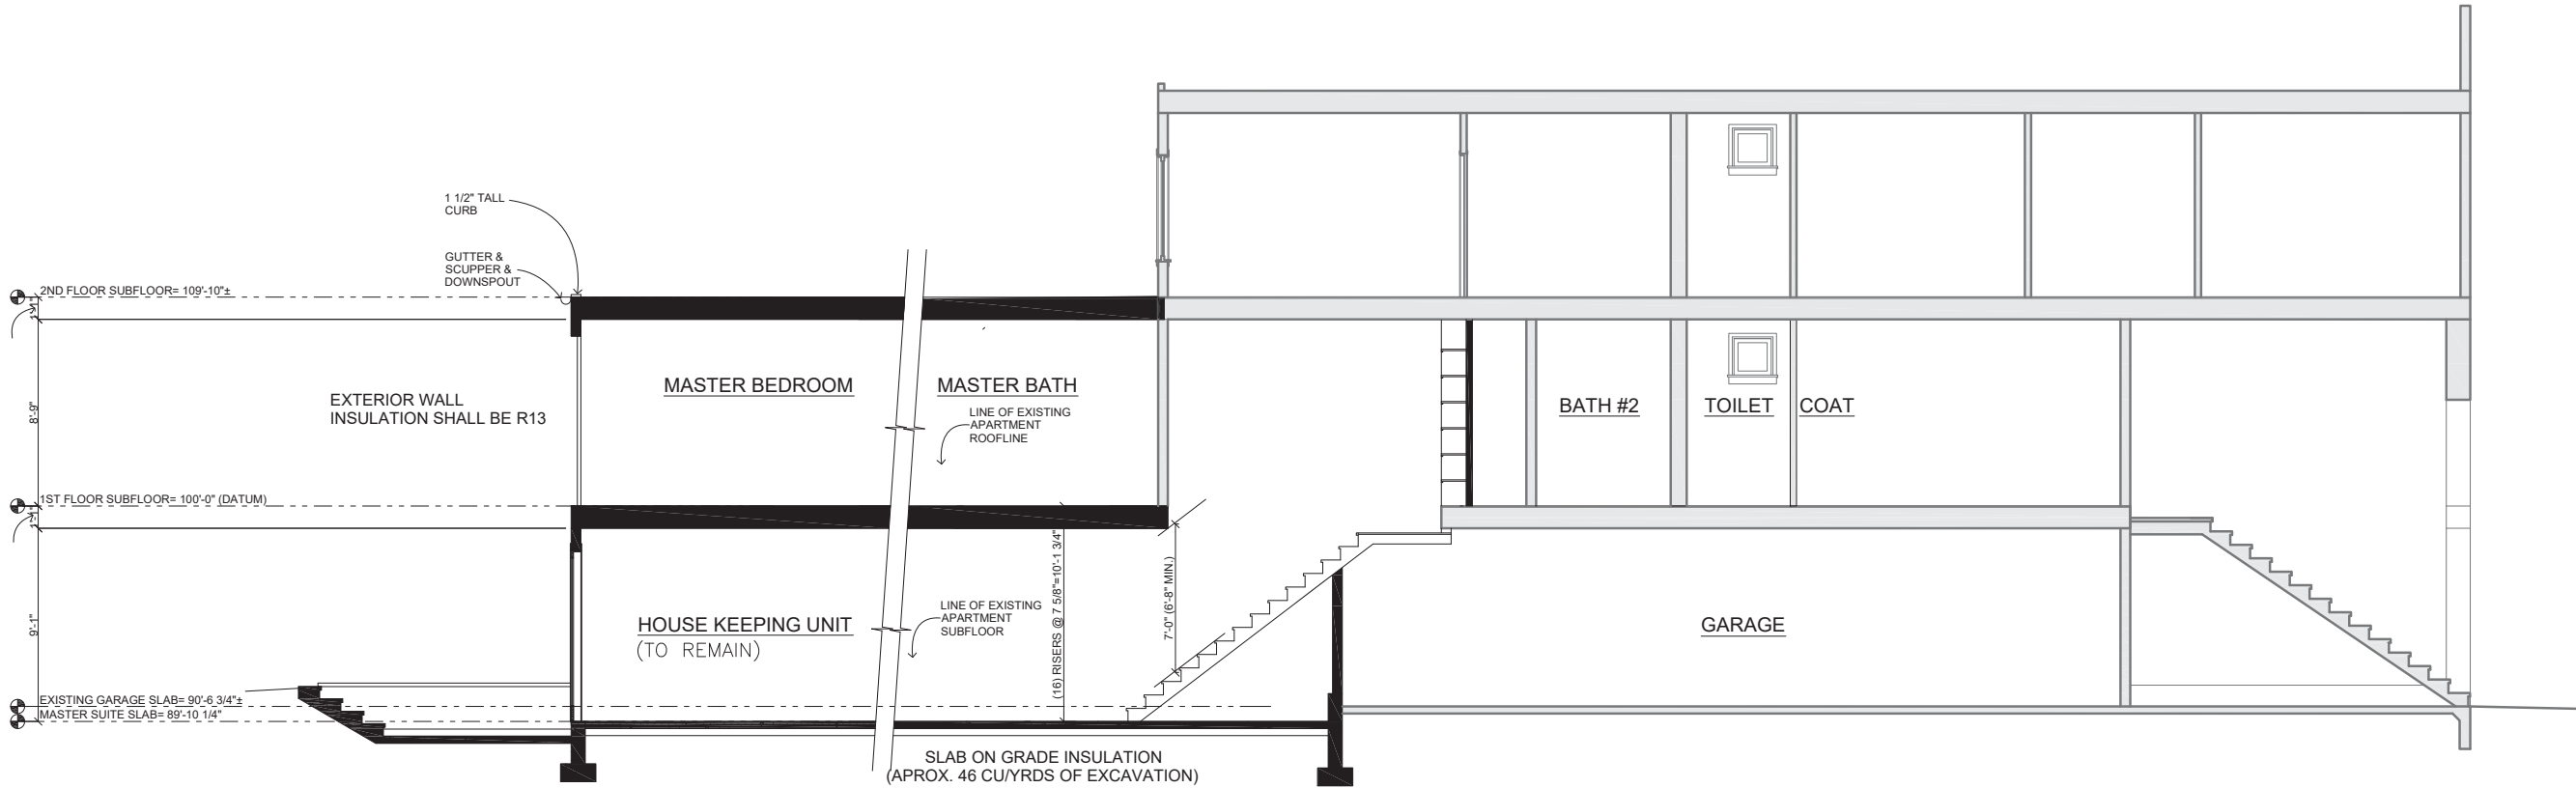 1 1/2" TALL
CURB
GUTTER &
SCUPPER &
DOWNSPOUT
2ND FLOOR SUBFLOOR= 109'-10"±
EXTERIOR WALL
INSULATION SHALL BE R13
8'-9"
MASTER BEDROOM
MASTER BATH
LINE OF EXISTING
APARTMENT
ROOFLINE
BATH #2
TOILET
COAT
1ST FLOOR SUBFLOOR= 100'-0" (DATUM)
9'-1"
HOUSE KEEPING UNIT
(TO REMAIN)
LINE OF EXISTING
APARTMENT
SUBFLOOR
(16) RISERS @ 7 5/8"=10'-1 3/4"
7'-0" (6'-8" MIN.)
GARAGE
EXISTING GARAGE SLAB= 90'-6 3/4"±
MASTER SUITE SLAB= 89'-10 1/4"
SLAB ON GRADE INSULATION
(APROX. 46 CU/YRDS OF EXCAVATION)